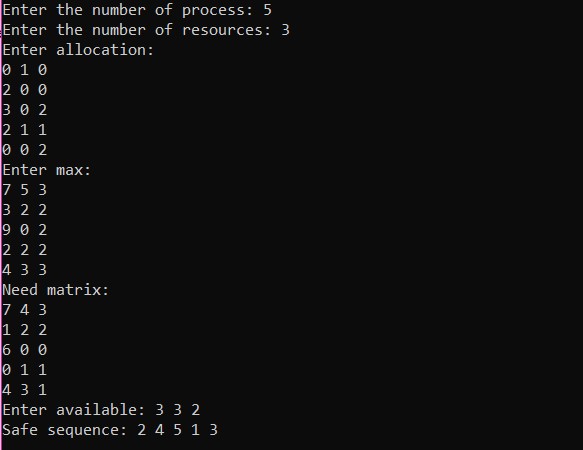 Enter the number of process: 5
Enter the number of resources: 3
Enter allocation:
0 1 0
2 0 0
3 0 2
2 1 1
0 0 2
Enter max:
7 5 3
3 2 2
9 0 2
2 2 2
4 3 3
Need matrix:
7 4 3
1 2 2
6 0 0
0 1 1
4 3 1
Enter available: 3 3 2
Safe sequence: 2 4 5 1 3